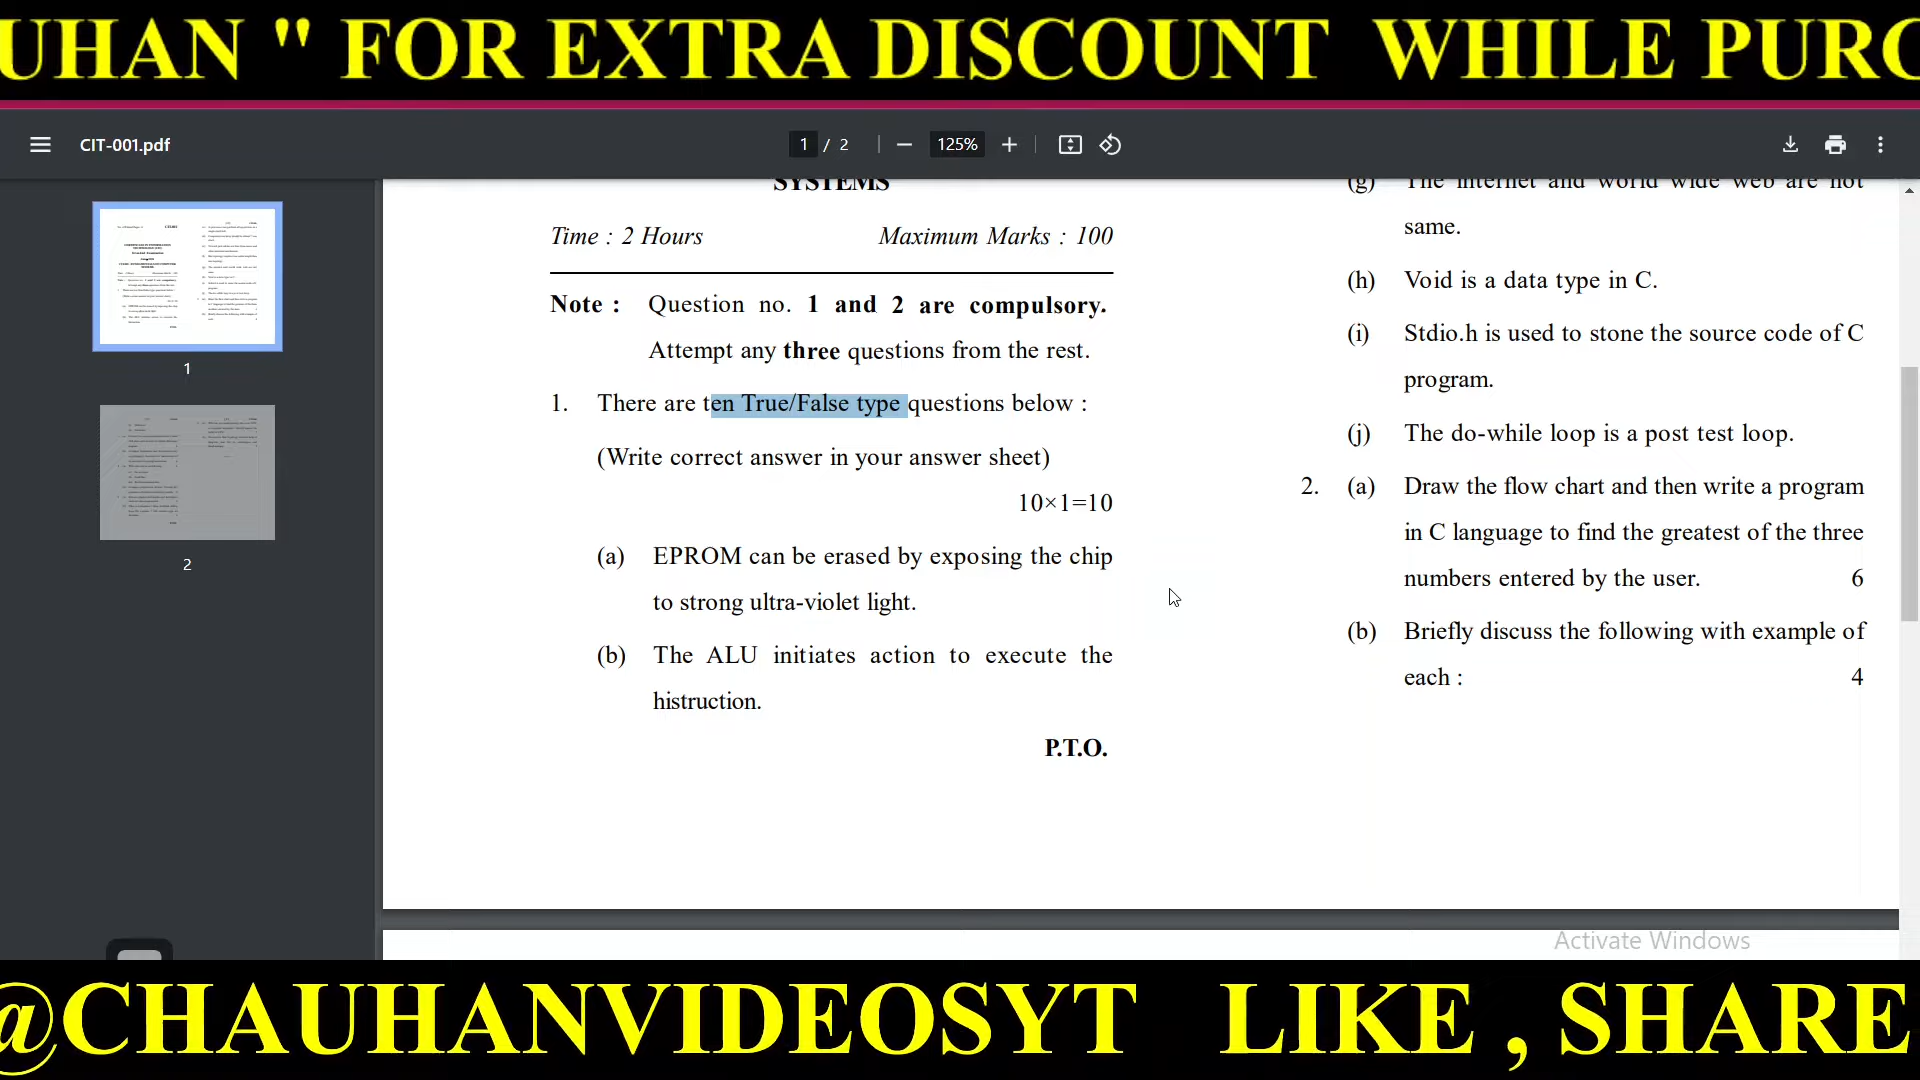 UHAN " FOR EXTRA DISCOUNT WHILE PURC
CIT-001.pdf
1 / 2
125%
SYSTEMS
Time : 2 Hours Maximum Marks : 100
Note : Question no. 1 and 2 are compulsory.
Attempt any three questions from the rest.
1. There are ten True/False type questions below :
(Write correct answer in your answer sheet)
10×1=10
(a) EPROM can be erased by exposing the chip
to strong ultra-violet light.
(b) The ALU initiates action to execute the
histruction.
P.T.O.
(g) The internet and world wide web are not
same.
(h) Void is a data type in C.
(i) Stdio.h is used to stone the source code of C
program.
(j) The do-while loop is a post test loop.
2. (a) Draw the flow chart and then write a program
in C language to find the greatest of the three
numbers entered by the user. 6
(b) Briefly discuss the following with example of
each : 4
1
2
Activate Windows
@CHAUHANVIDEOSYT LIKE , SHARE